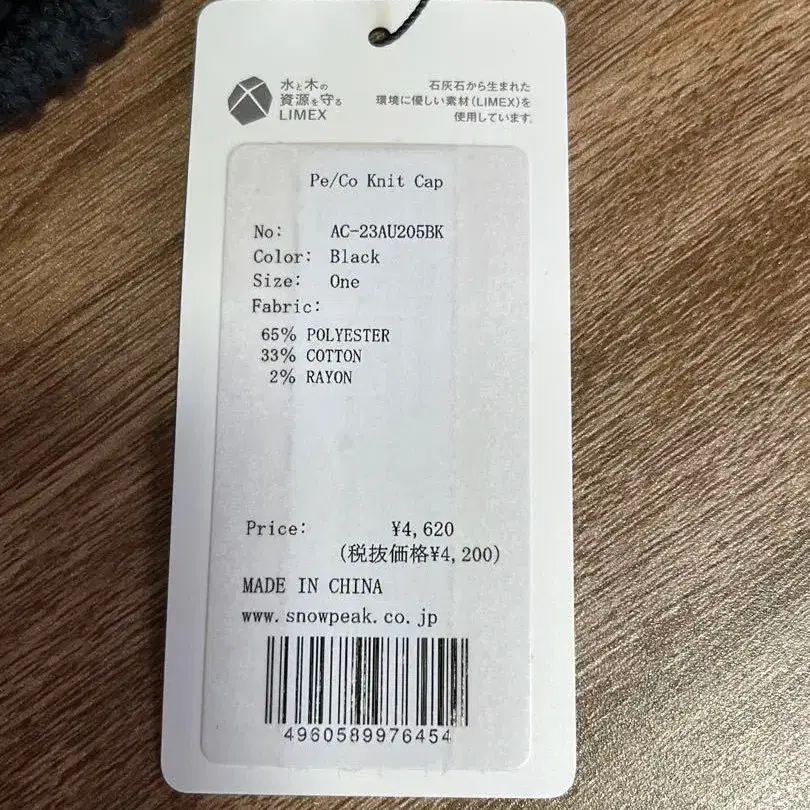 水と木の
資源を守る
LIMEX
石灰石から生まれた
環境に優しい素材(LIMEX)を
使用しています。
Pe/Co Knit Cap
No: AC-23AU205BK
Color: Black
Size: One
Fabric:
65% POLYESTER
33% COTTON
2% RAYON
Price: ¥4,620
(税抜価格¥4,200)
MADE IN CHINA
www.snowpeak.co.jp
4960589976454